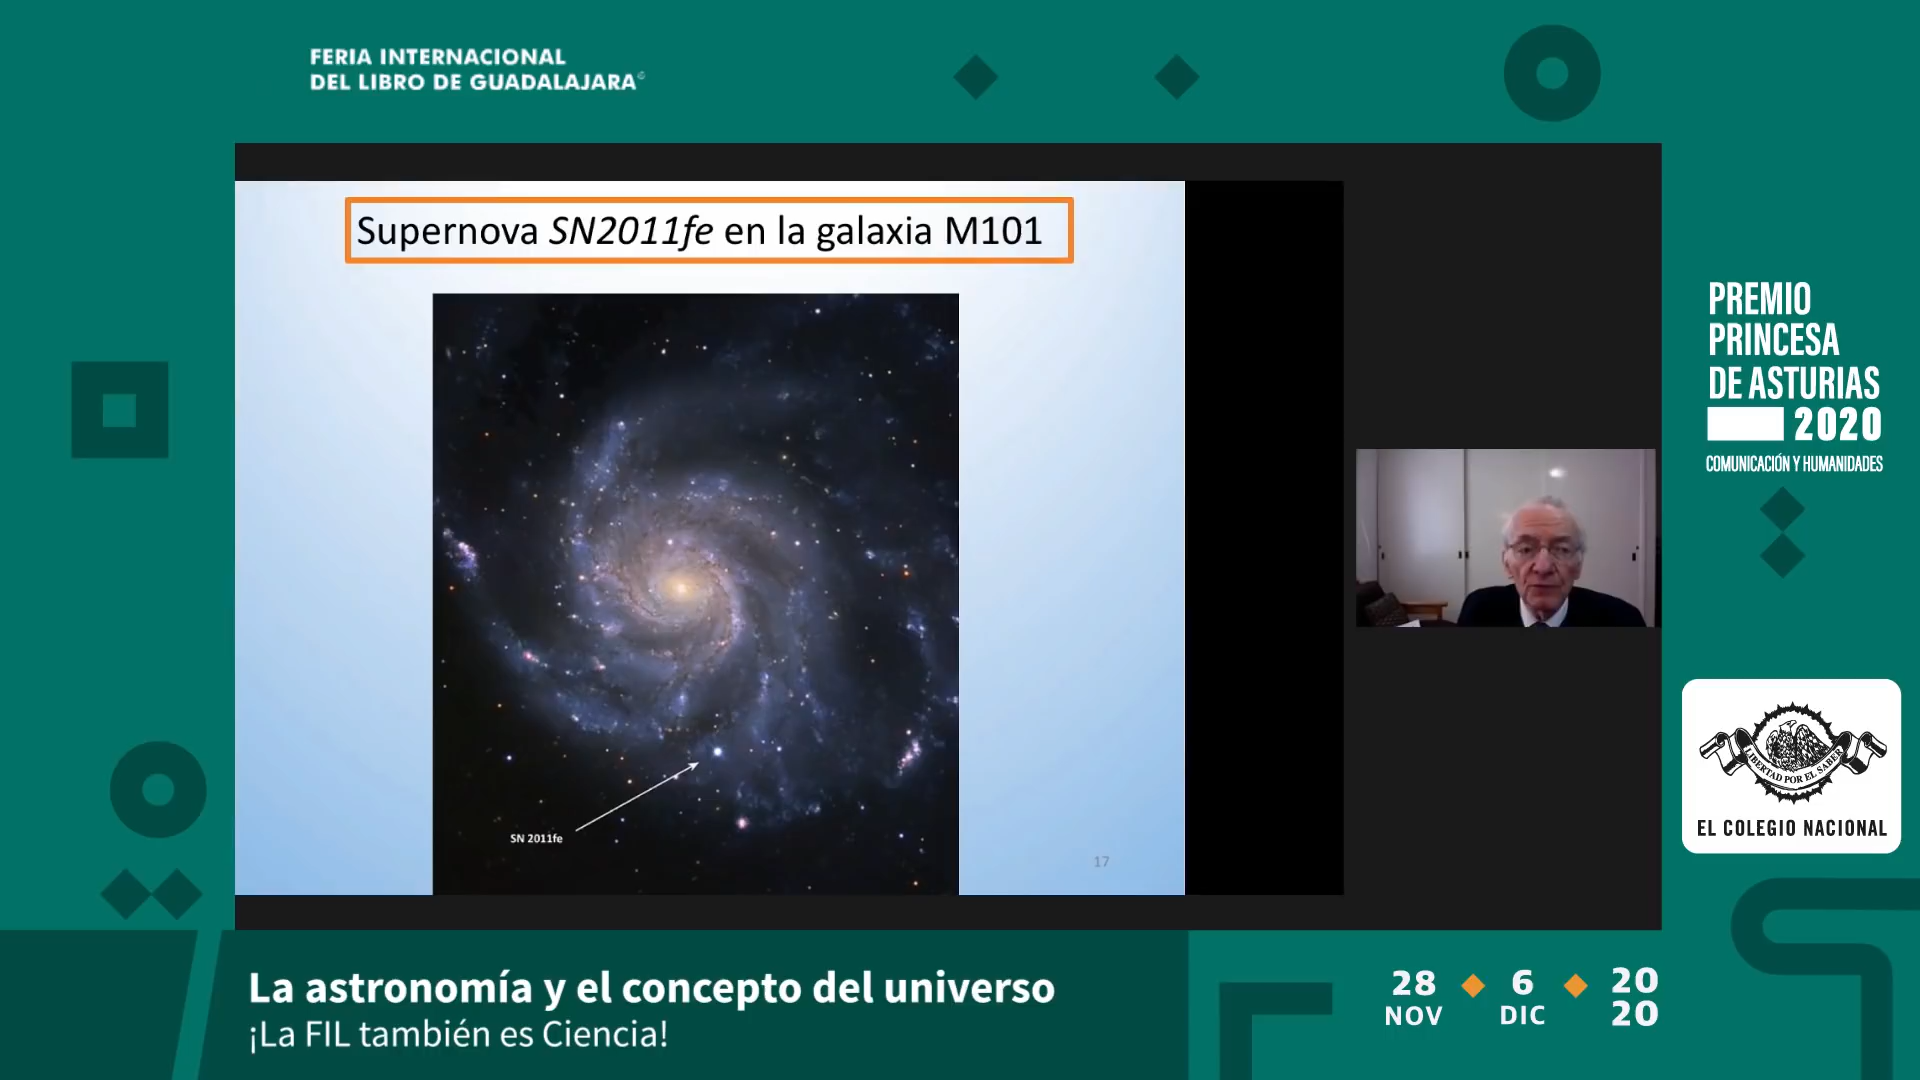 FERIA INTERNACIONAL
DEL LIBRO DE GUADALAJARA
Supernova SN2011fe en la galaxia M101
SN 2011fe
17
PREMIO
PRINCESA
DE ASTURIAS
2020
COMUNICACIÓN Y HUMANIDADES
LIBERTAD POR EL SABER
EL COLEGIO NACIONAL
La astronomía y el concepto del universo
¡La FIL también es Ciencia!
28 NOV ◆ 6 DIC ◆ 2020